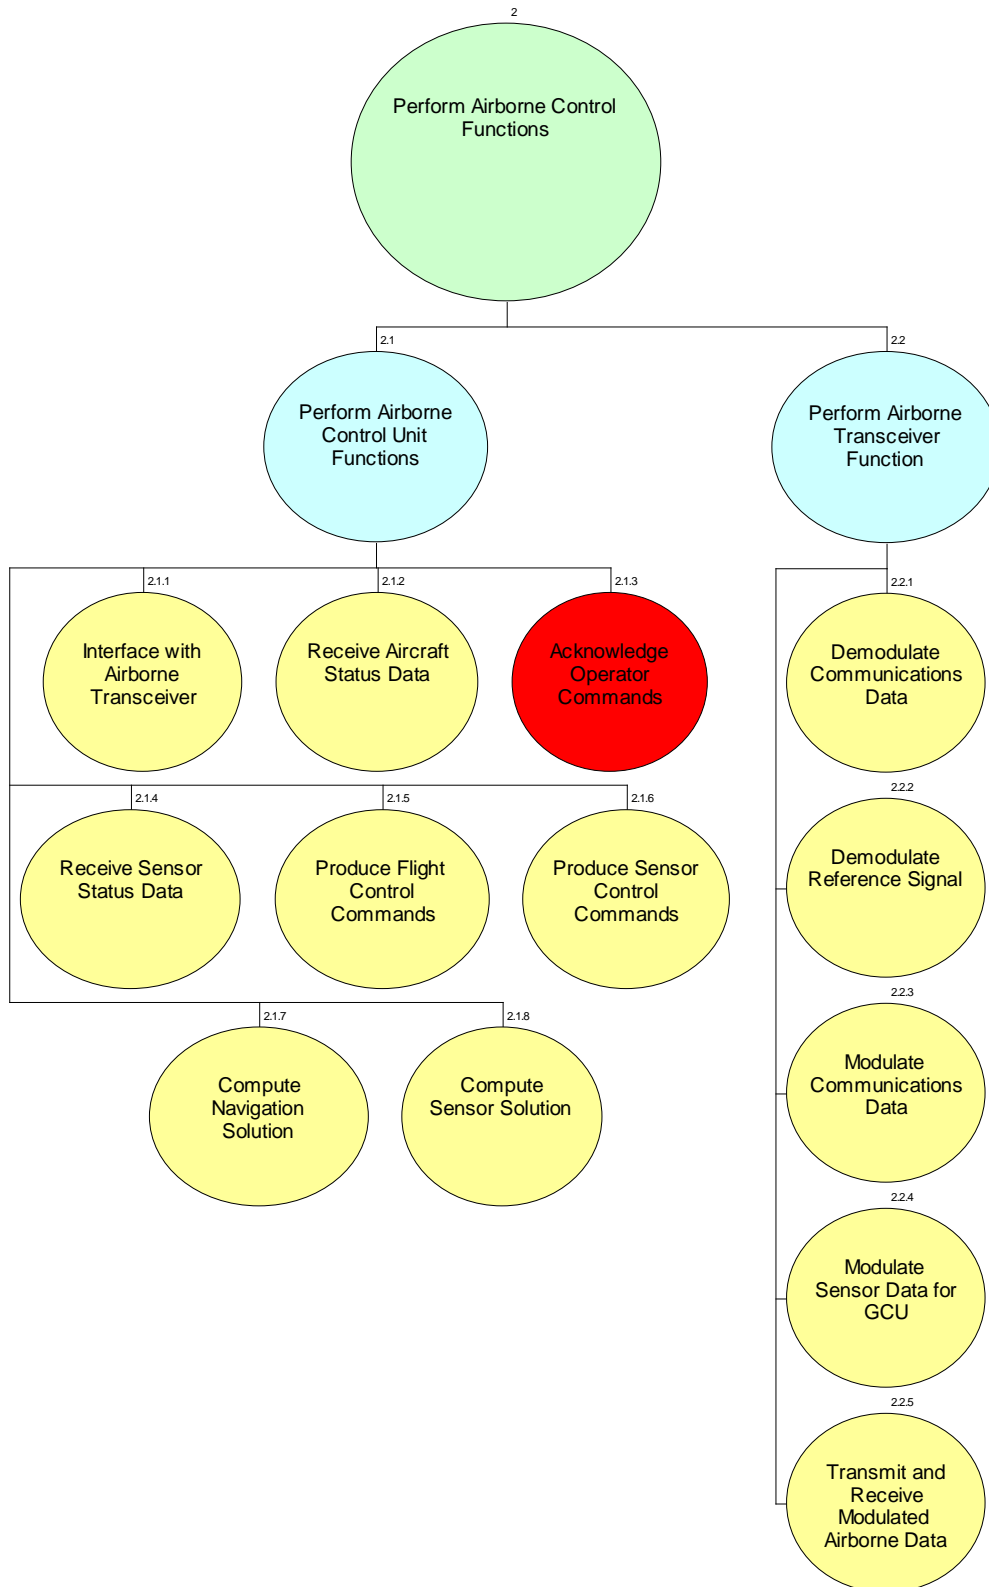 2
Perform Airborne Control
Functions
2.1
2.2
Perform Airborne
Control Unit
Functions
Perform Airborne
Transceiver
Function
2.1.1
2.1.2
2.1.3
2.2.1
Interface with
Airborne
Transceiver
Receive Aircraft
Status Data
Acknowledge
Operator
Commands
Demodulate
Communications
Data
2.1.4
2.1.5
2.1.6
2.2.2
Receive Sensor
Status Data
Produce Flight
Control
Commands
Produce Sensor
Control
Commands
Demodulate
Reference Signal
2.1.7
2.1.8
2.2.3
Compute
Navigation
Solution
Compute
Sensor Solution
Modulate
Communications
Data
2.2.4
Modulate
Sensor Data for
GCU
2.2.5
Transmit and
Receive
Modulated
Airborne Data